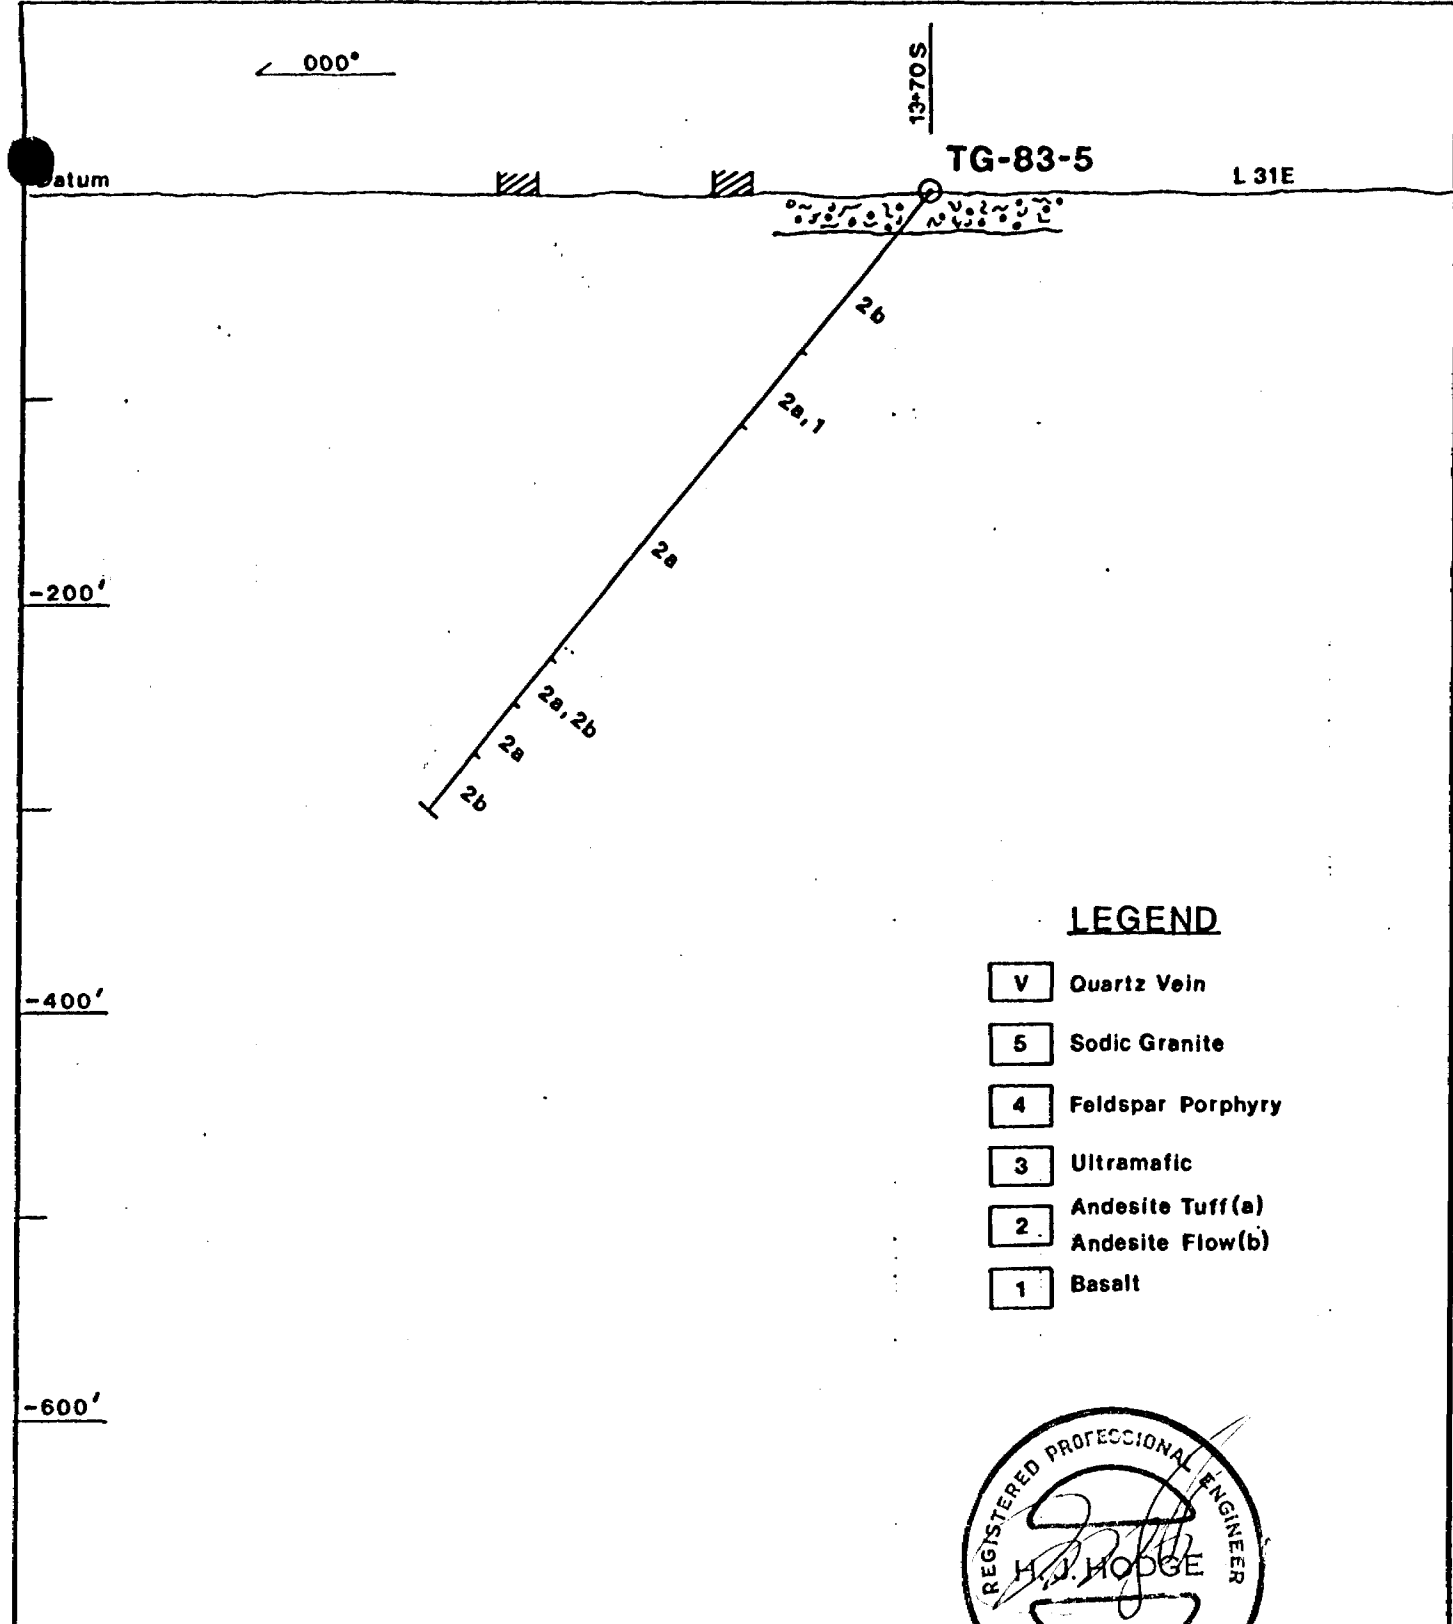 000°
13+70S
TG-83-5
Datum
L 31E
2b
2a, 1
2a
-200'
2a, 2b
2a
2b
LEGEND
V Quartz Vein
5 Sodic Granite
4 Feldspar Porphyry
3 Ultramafic
2 Andesite Tuff(a)
Andesite Flow(b)
1 Basalt
-400'
-600'
REGISTERED PROFESSIONAL ENGINEER
H. J. HODGE